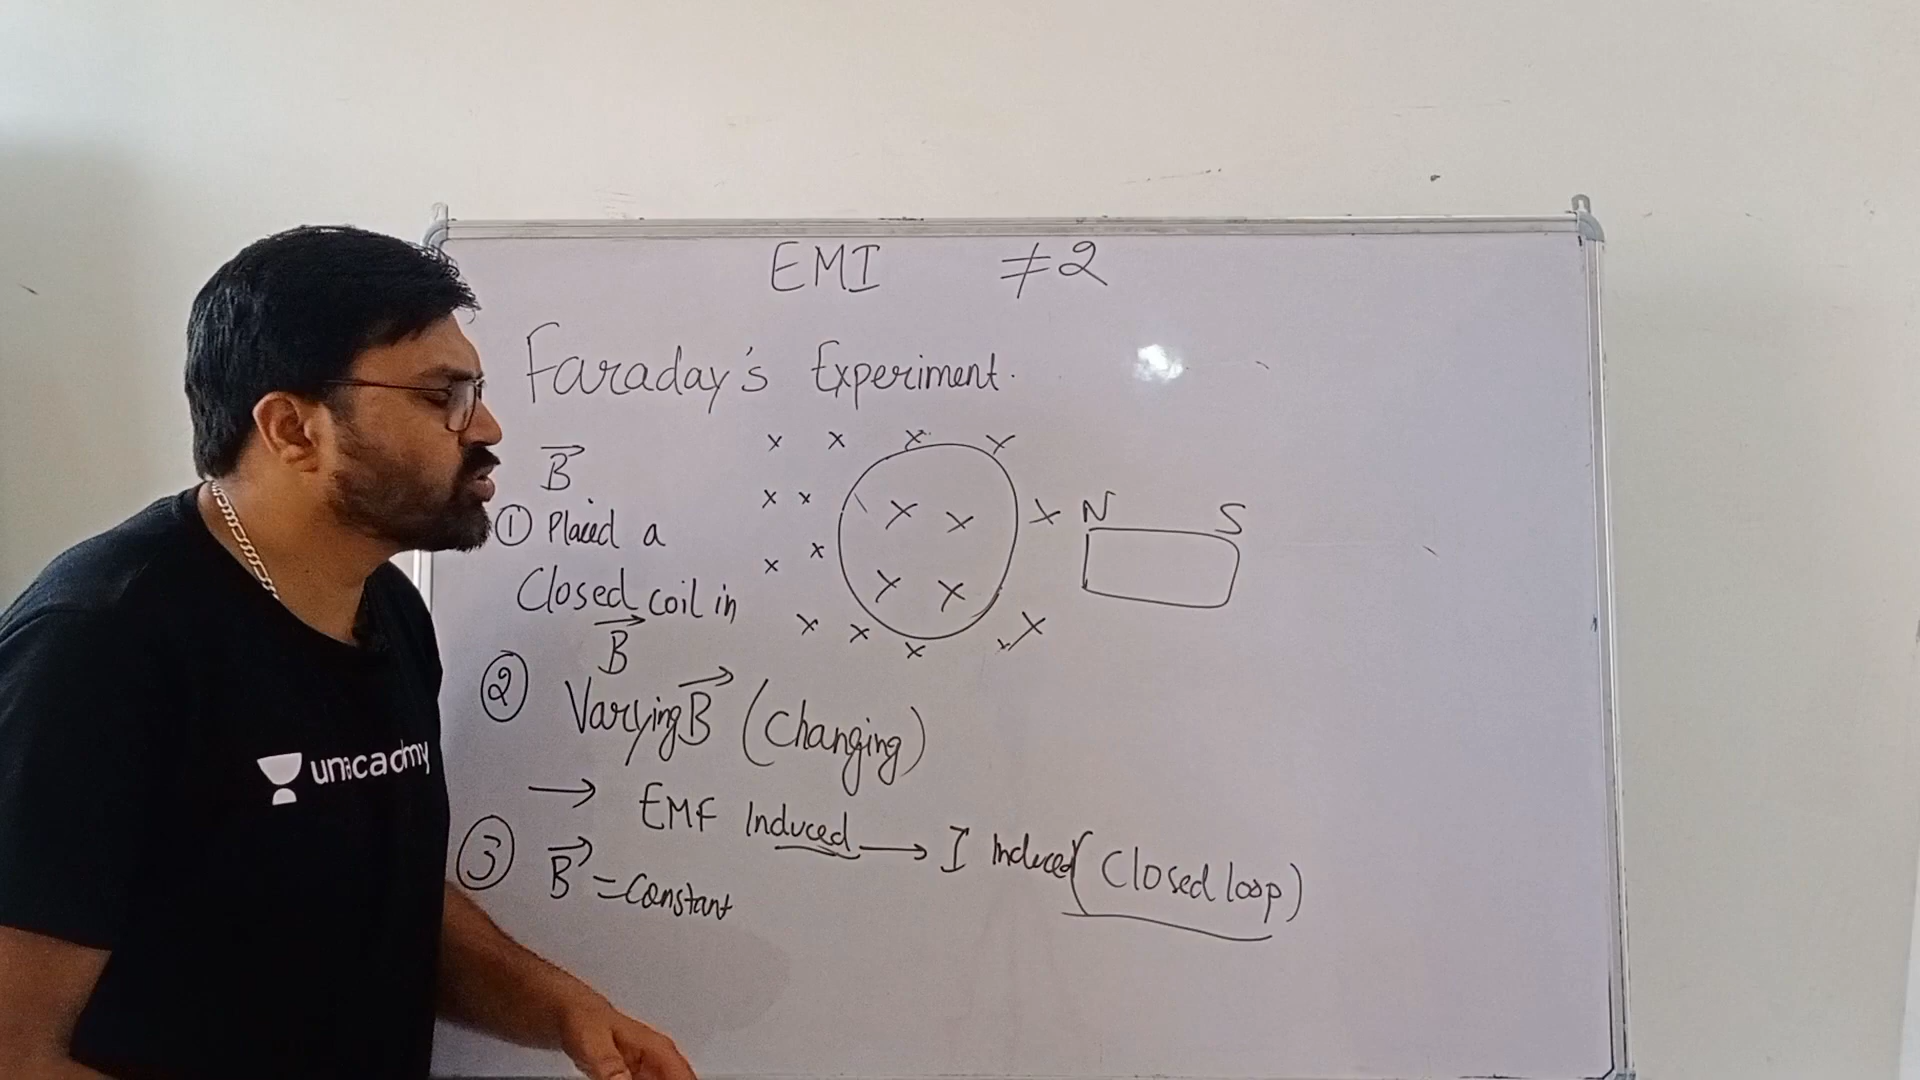 EMI ≠2
Faraday's Experiment.
B
N S
① Placed a
Closed coil in
B
② Varying B (Changing)
→ EMF Induced → I Induced (Closed loop)
③ B = Constant
unacademy